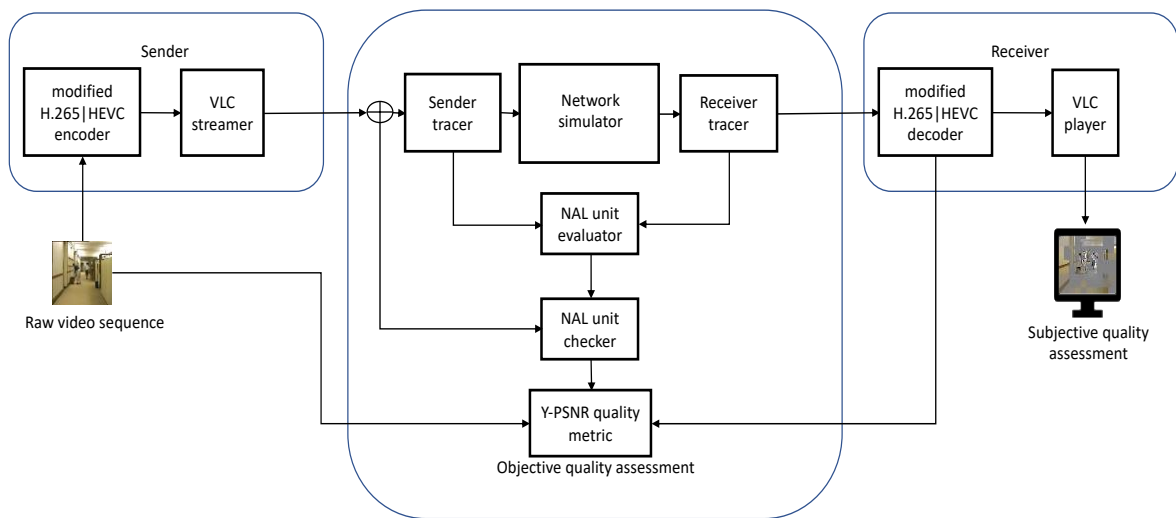 Sender
modified
H.265|HEVC
encoder
VLC
streamer
Sender
tracer
Network
simulator
Receiver
tracer
Receiver
modified
H.265|HEVC
decoder
VLC
player
NAL unit
evaluator
Raw video sequence
NAL unit
checker
Subjective quality
assessment
Y-PSNR quality
metric
Objective quality assessment